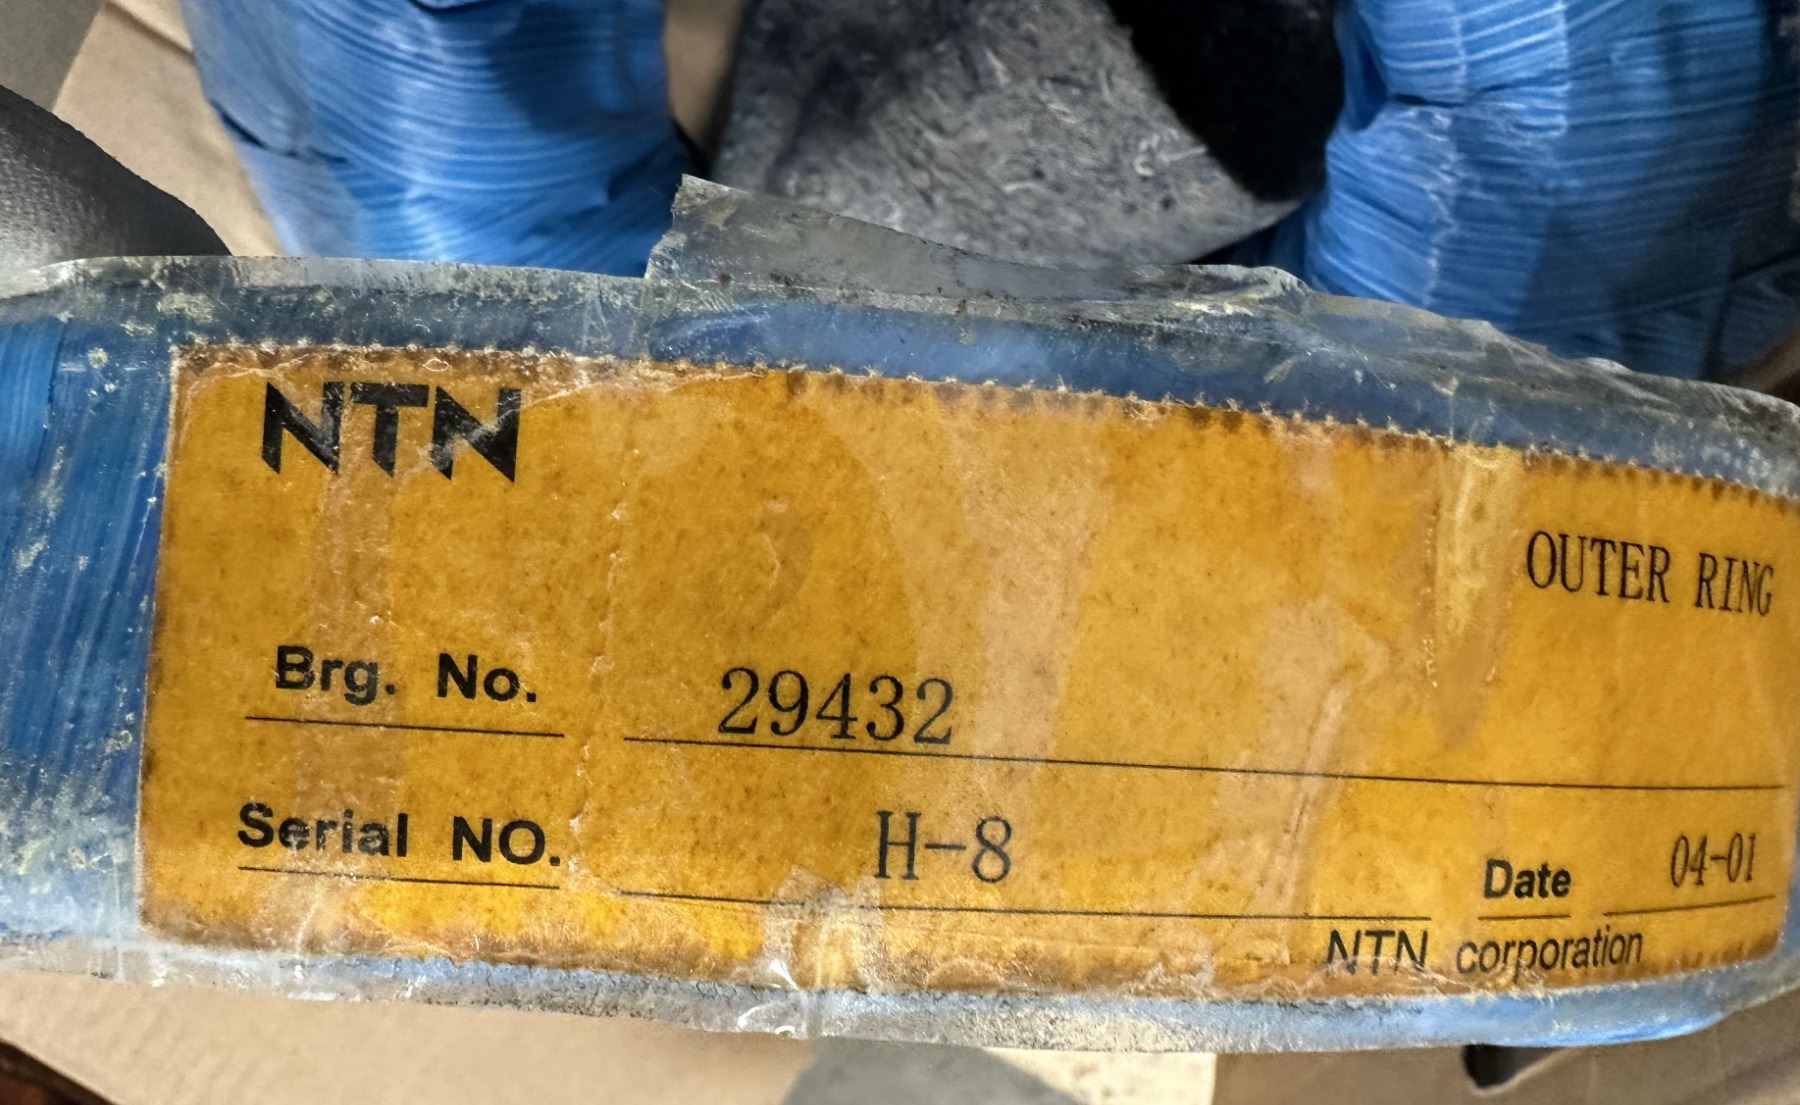 NTN
OUTER RING
Brg. No. 29432
Serial NO. H-8 Date 04-01
NTN corporation